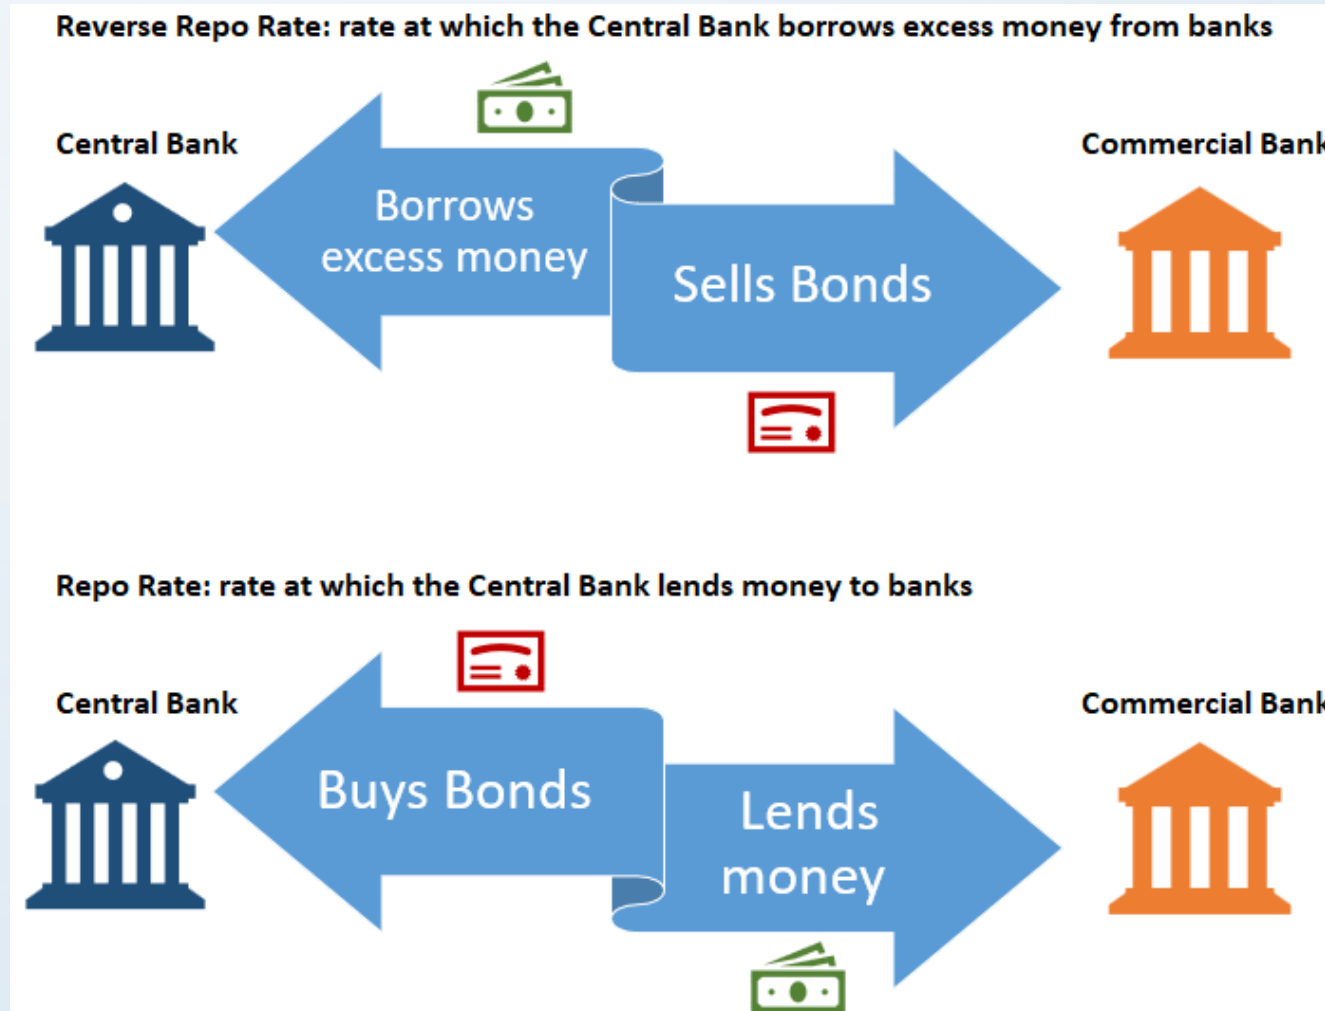 Reverse Repo Rate: rate at which the Central Bank borrows excess money from banks
Central Bank
Commercial Bank
Borrows
excess money
Sells Bonds
Repo Rate: rate at which the Central Bank lends money to banks
Central Bank
Commercial Bank
Buys Bonds
Lends
money